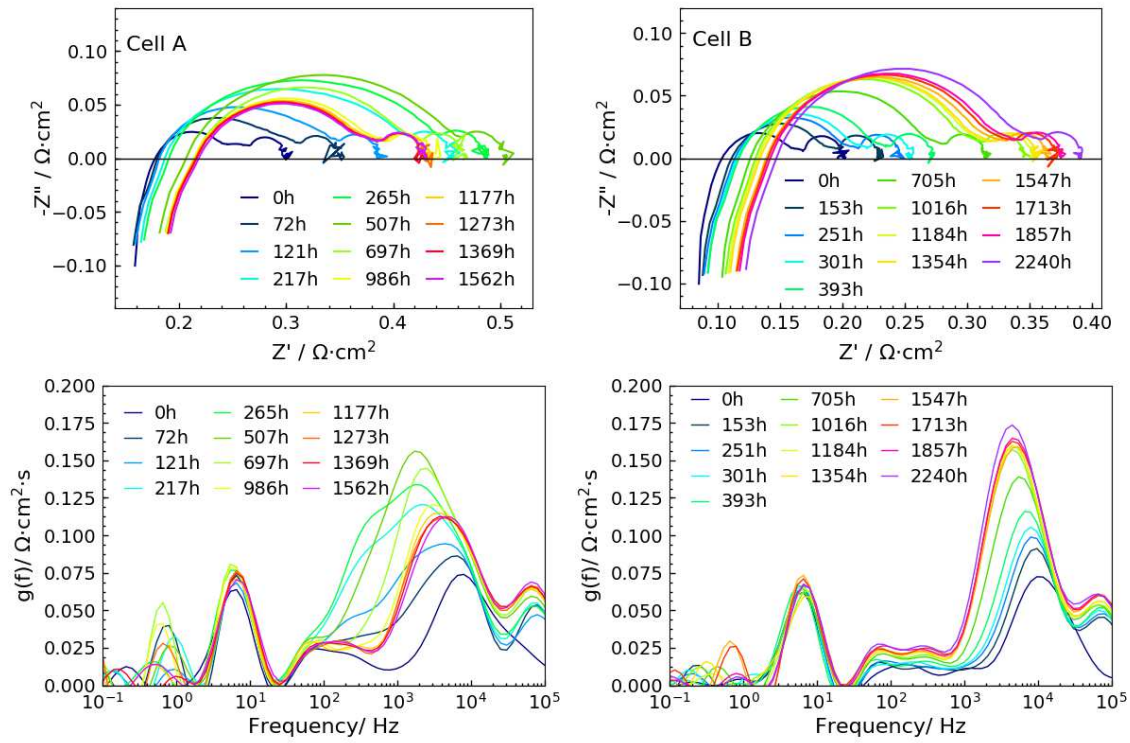 Cell A
-Z'' / Ω·cm²
0.10
0.05
0.00
−0.05
−0.10
0h 265h 1177h
72h 507h 1273h
121h 697h 1369h
217h 986h 1562h
0.2 0.3 0.4 0.5
Z' / Ω·cm²
Cell B
-Z'' / Ω·cm²
0.10
0.05
0.00
−0.05
−0.10
0h 705h 1547h
153h 1016h 1713h
251h 1184h 1857h
301h 1354h 2240h
393h
0.10 0.15 0.20 0.25 0.30 0.35 0.40
Z' / Ω·cm²
g(f)/ Ω·cm²·s
0.200
0.175
0.150
0.125
0.100
0.075
0.050
0.025
0.000
0h 265h 1177h
72h 507h 1273h
121h 697h 1369h
217h 986h 1562h
10⁻¹ 10⁰ 10¹ 10² 10³ 10⁴ 10⁵
Frequency/ Hz
g(f)/ Ω·cm²·s
0.200
0.175
0.150
0.125
0.100
0.075
0.050
0.025
0.000
0h 705h 1547h
153h 1016h 1713h
251h 1184h 1857h
301h 1354h 2240h
393h
10⁻¹ 10⁰ 10¹ 10² 10³ 10⁴ 10⁵
Frequency/ Hz